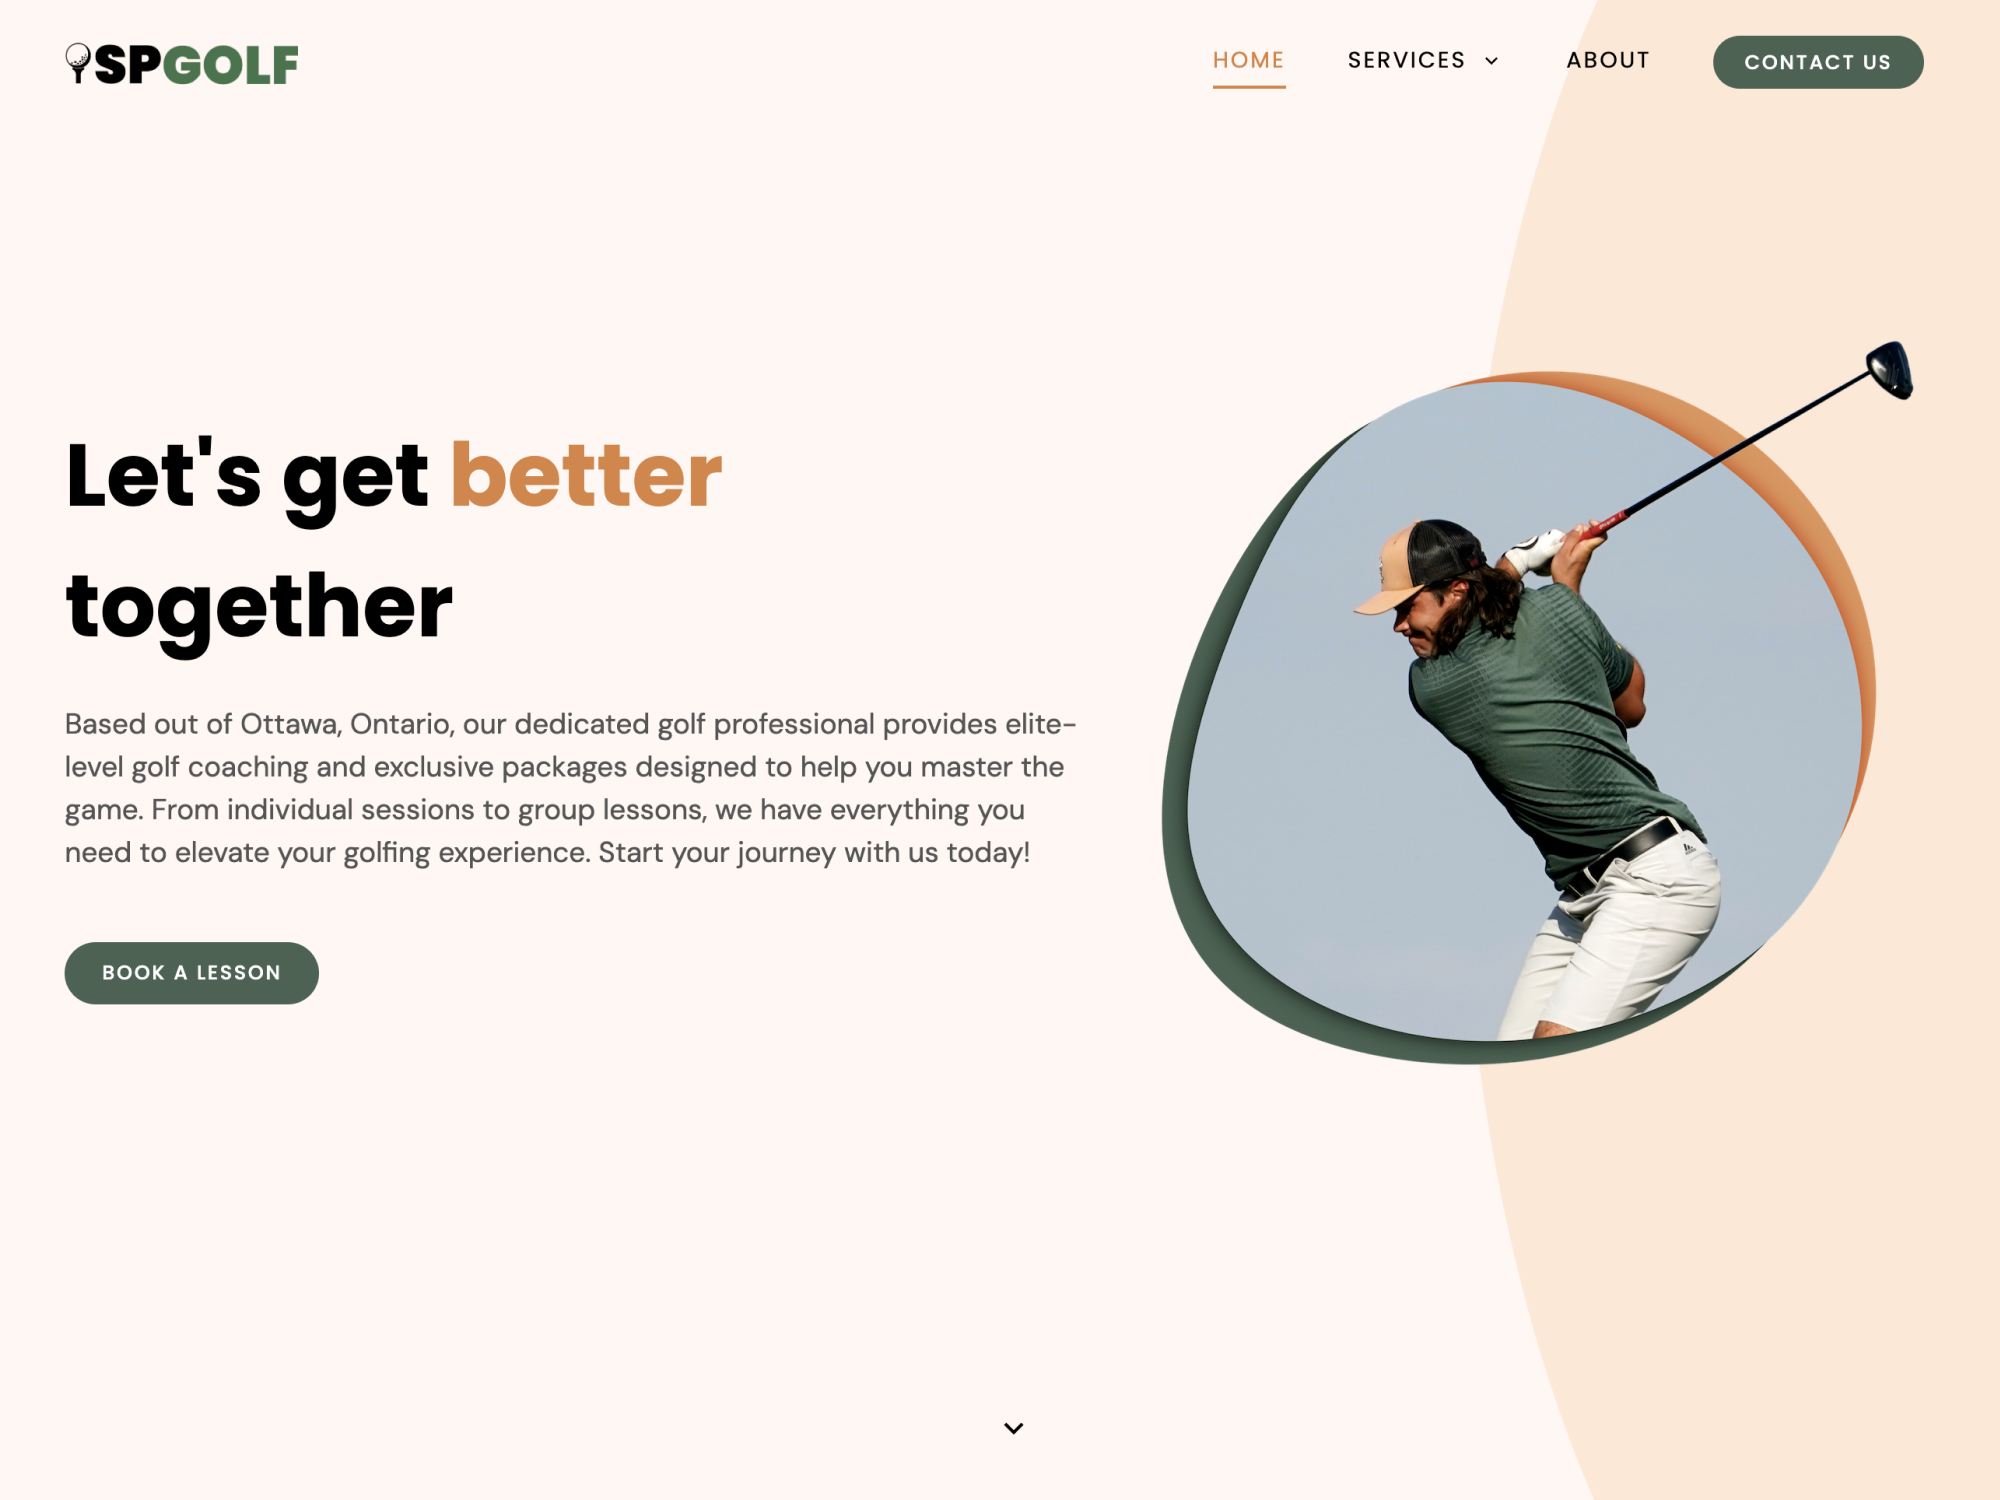 SPGOLF
HOME
SERVICES
ABOUT
CONTACT US
Let's get better
together
Based out of Ottawa, Ontario, our dedicated golf professional provides elite-
level golf coaching and exclusive packages designed to help you master the
game. From individual sessions to group lessons, we have everything you
need to elevate your golfing experience. Start your journey with us today!
BOOK A LESSON